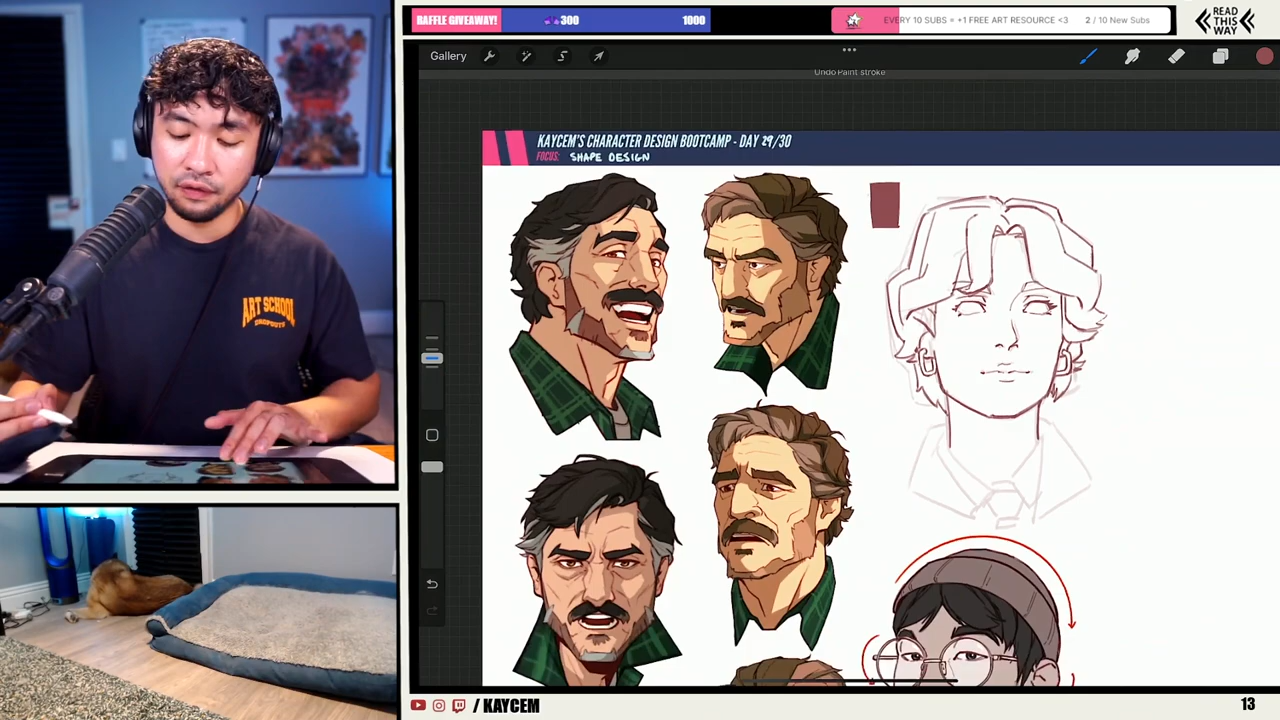 RAFFLE GIVEAWAY!
300
1000
EVERY 10 SUBS = +1 FREE ART RESOURCE <3
2 / 10 New Subs
READ
THIS
WAY
Gallery
Undo Paint stroke
KAYCEM'S CHARACTER DESIGN BOOTCAMP - DAY 29/30
FOCUS: SHAPE DESIGN
ART SCHOOL
DROPOUTS
/ KAYCEM
13